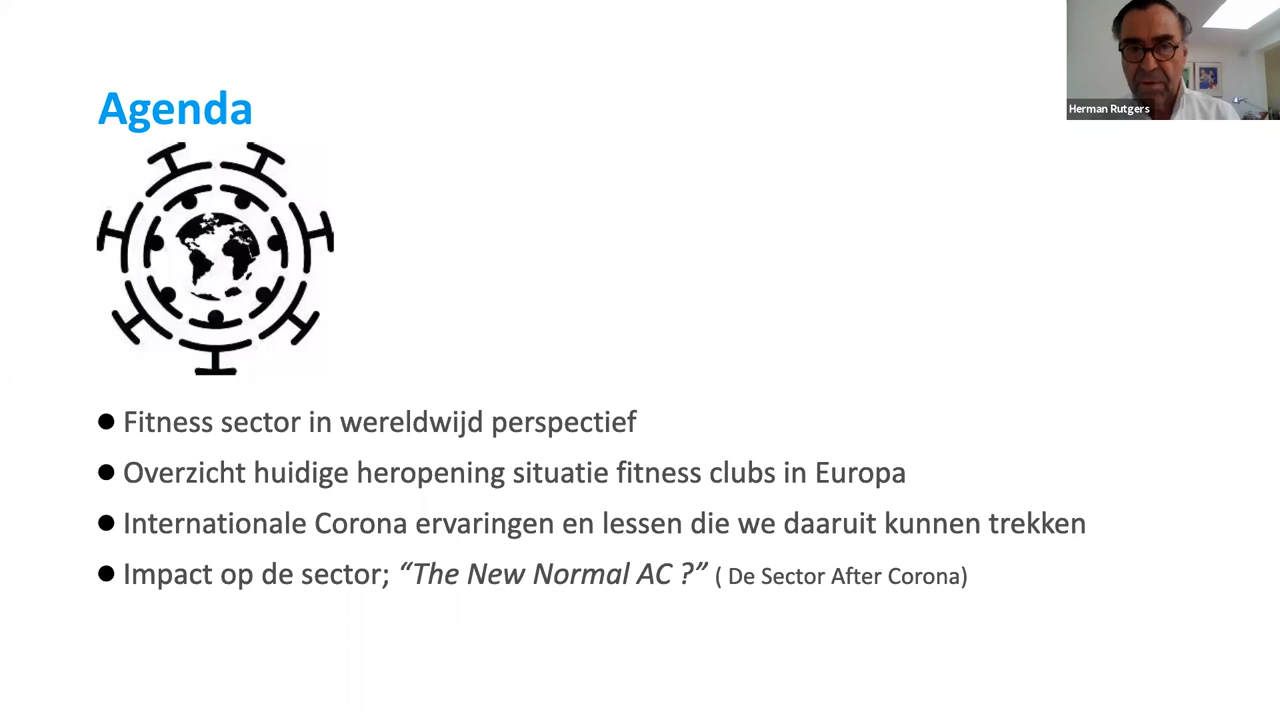 Herman Rutgers
Agenda
Fitness sector in wereldwijd perspectief
Overzicht huidige heropening situatie fitness clubs in Europa
Internationale Corona ervaringen en lessen die we daaruit kunnen trekken
Impact op de sector; “The New Normal AC ?” ( De Sector After Corona)